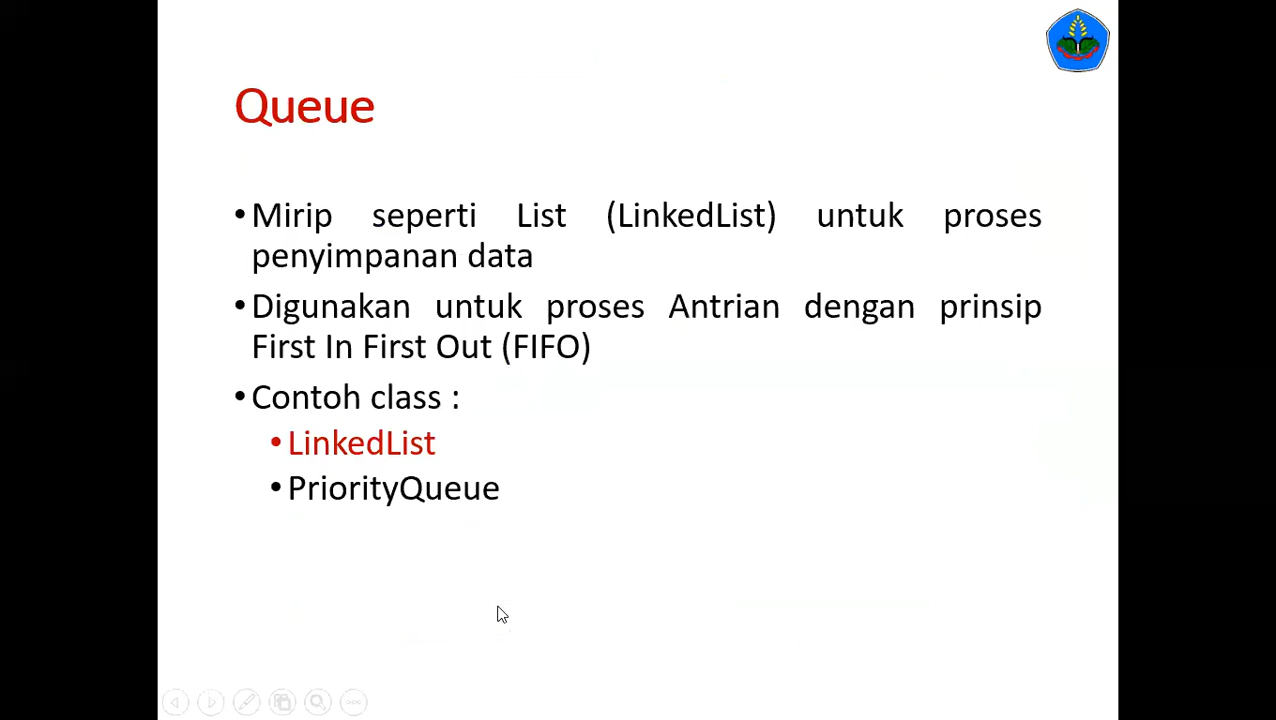 Queue
•Mirip seperti List (LinkedList) untuk proses
penyimpanan data
•Digunakan untuk proses Antrian dengan prinsip
First In First Out (FIFO)
•Contoh class :
•LinkedList
•PriorityQueue